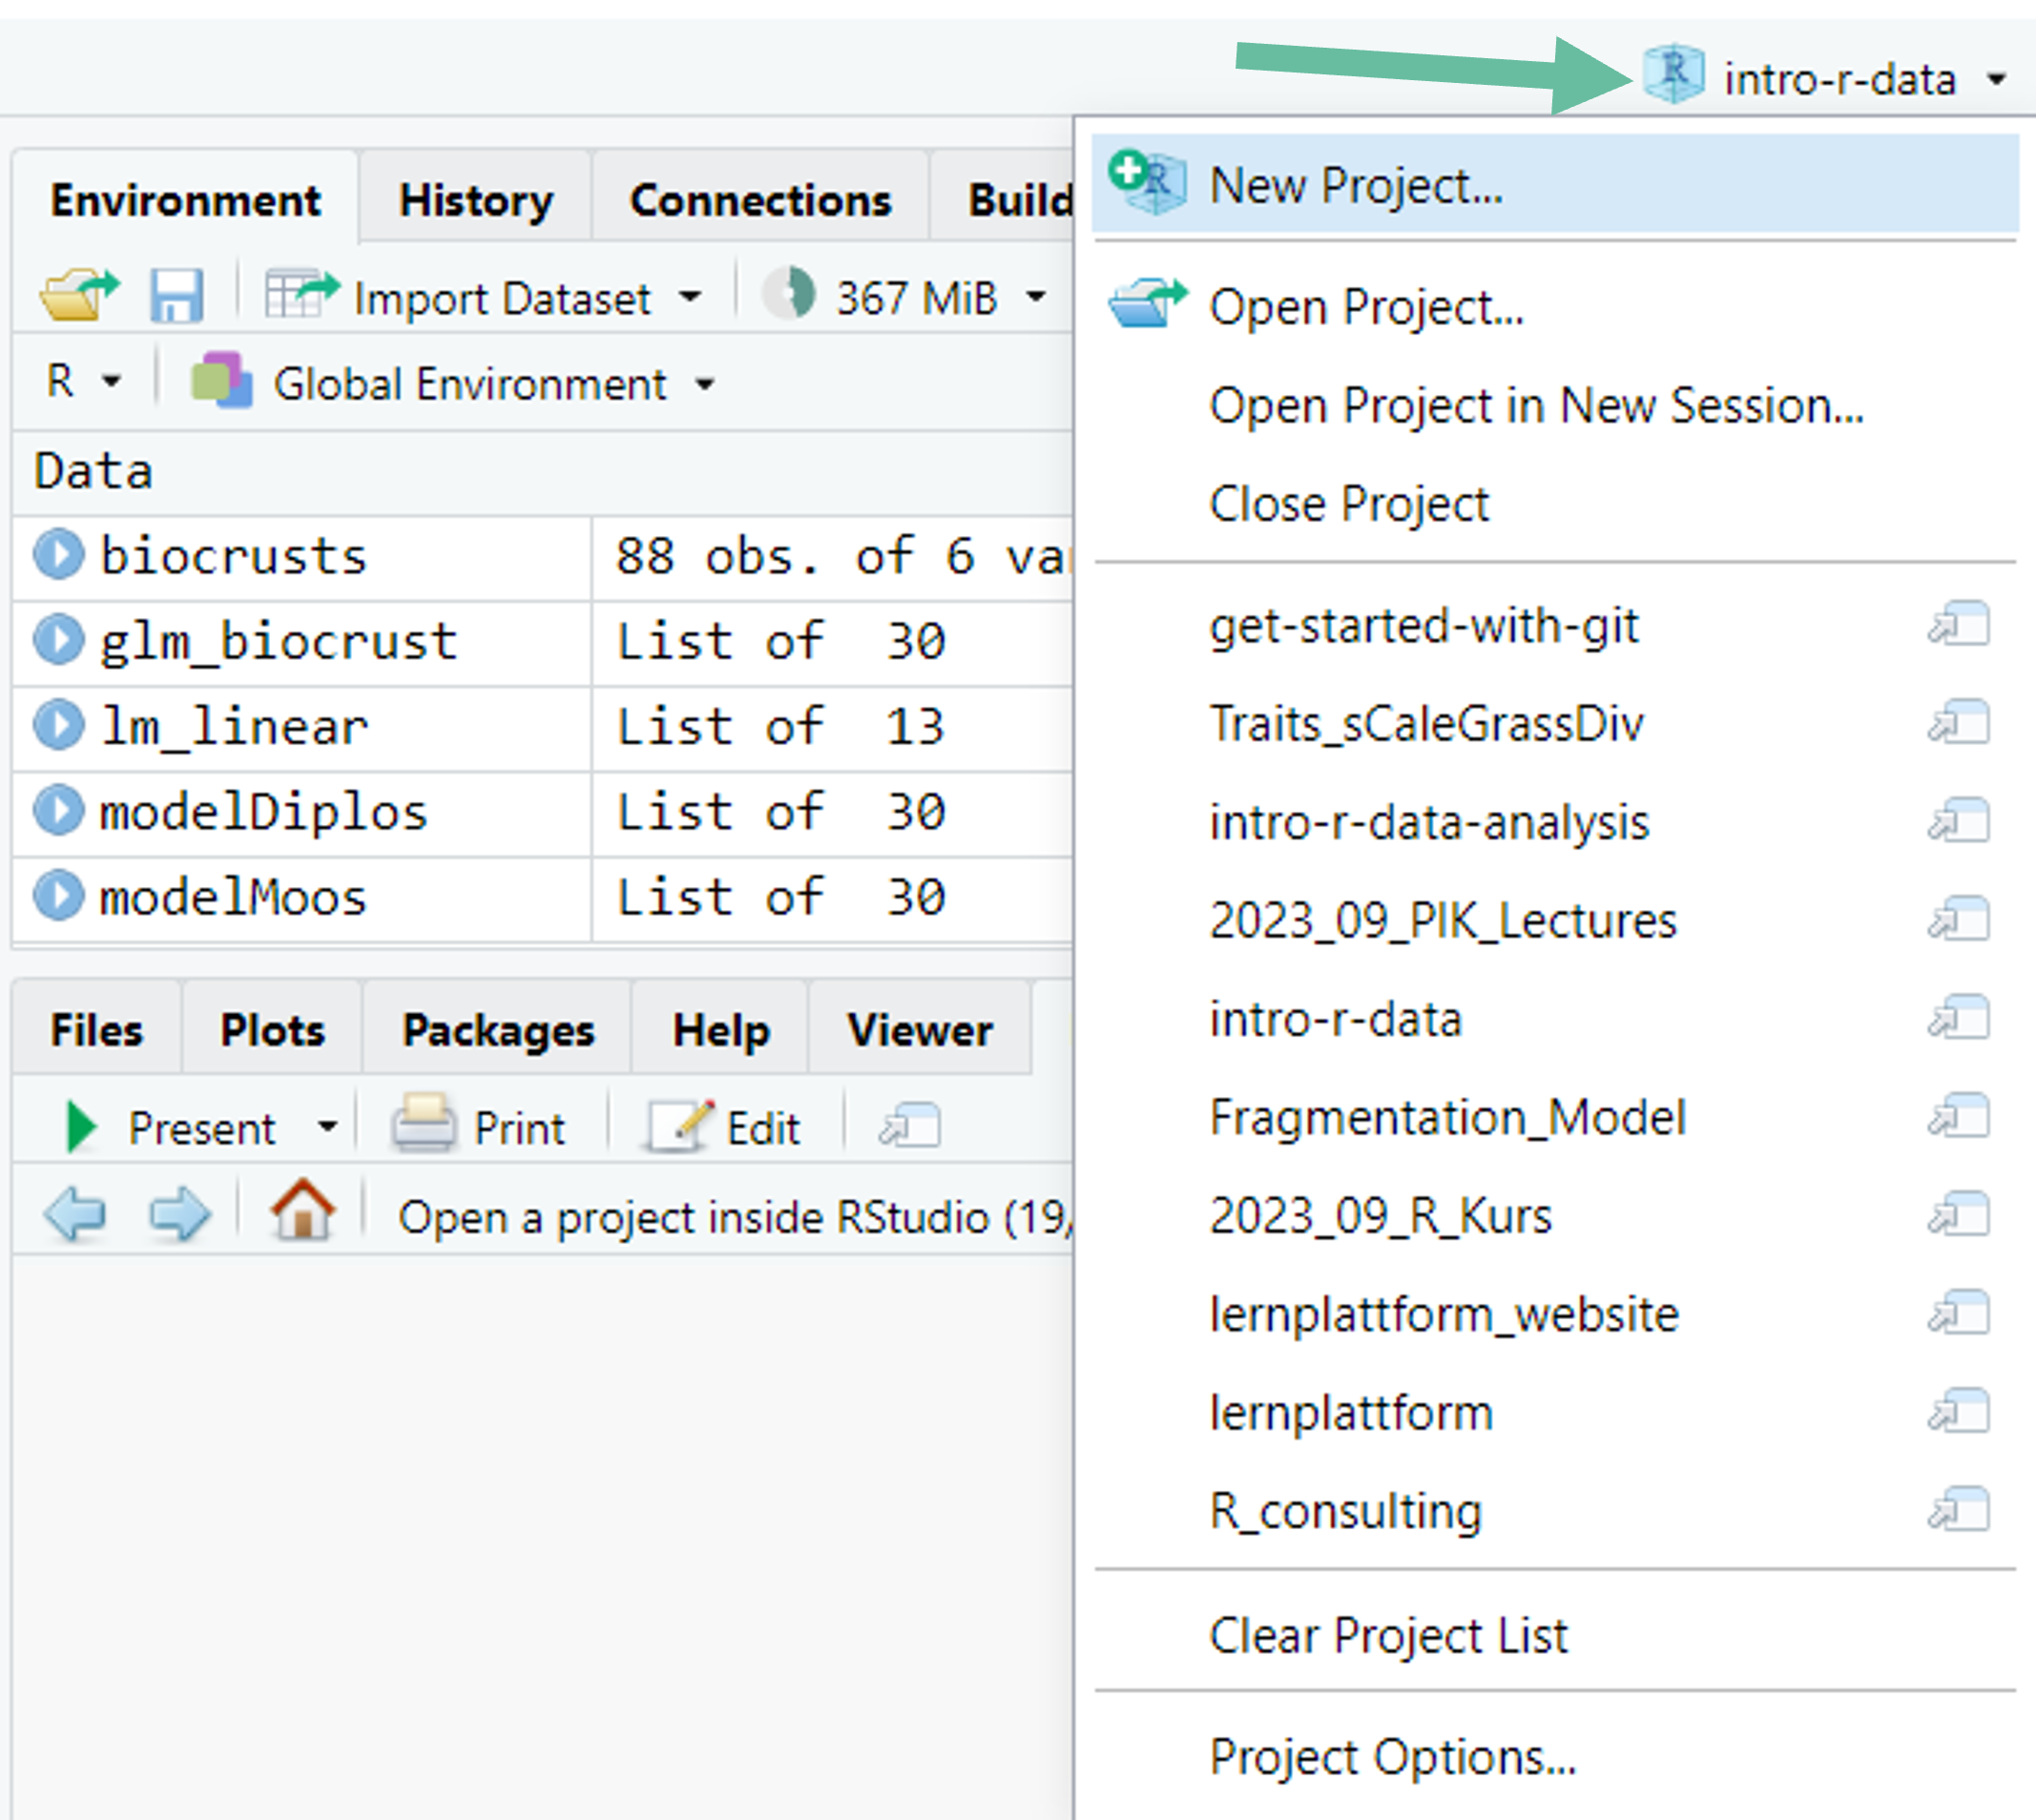 intro-r-data
Environment History Connections Build
Import Dataset 367 MiB
R Global Environment
Data
biocrusts 88 obs. of 6 va
glm_biocrust List of 30
lm_linear List of 13
modelDiplos List of 30
modelMoos List of 30
Files Plots Packages Help Viewer
Present Print Edit
Open a project inside RStudio (19/
New Project...
Open Project...
Open Project in New Session...
Close Project
get-started-with-git
Traits_sCaleGrassDiv
intro-r-data-analysis
2023_09_PIK_Lectures
intro-r-data
Fragmentation_Model
2023_09_R_Kurs
lernplattform_website
lernplattform
R_consulting
Clear Project List
Project Options...